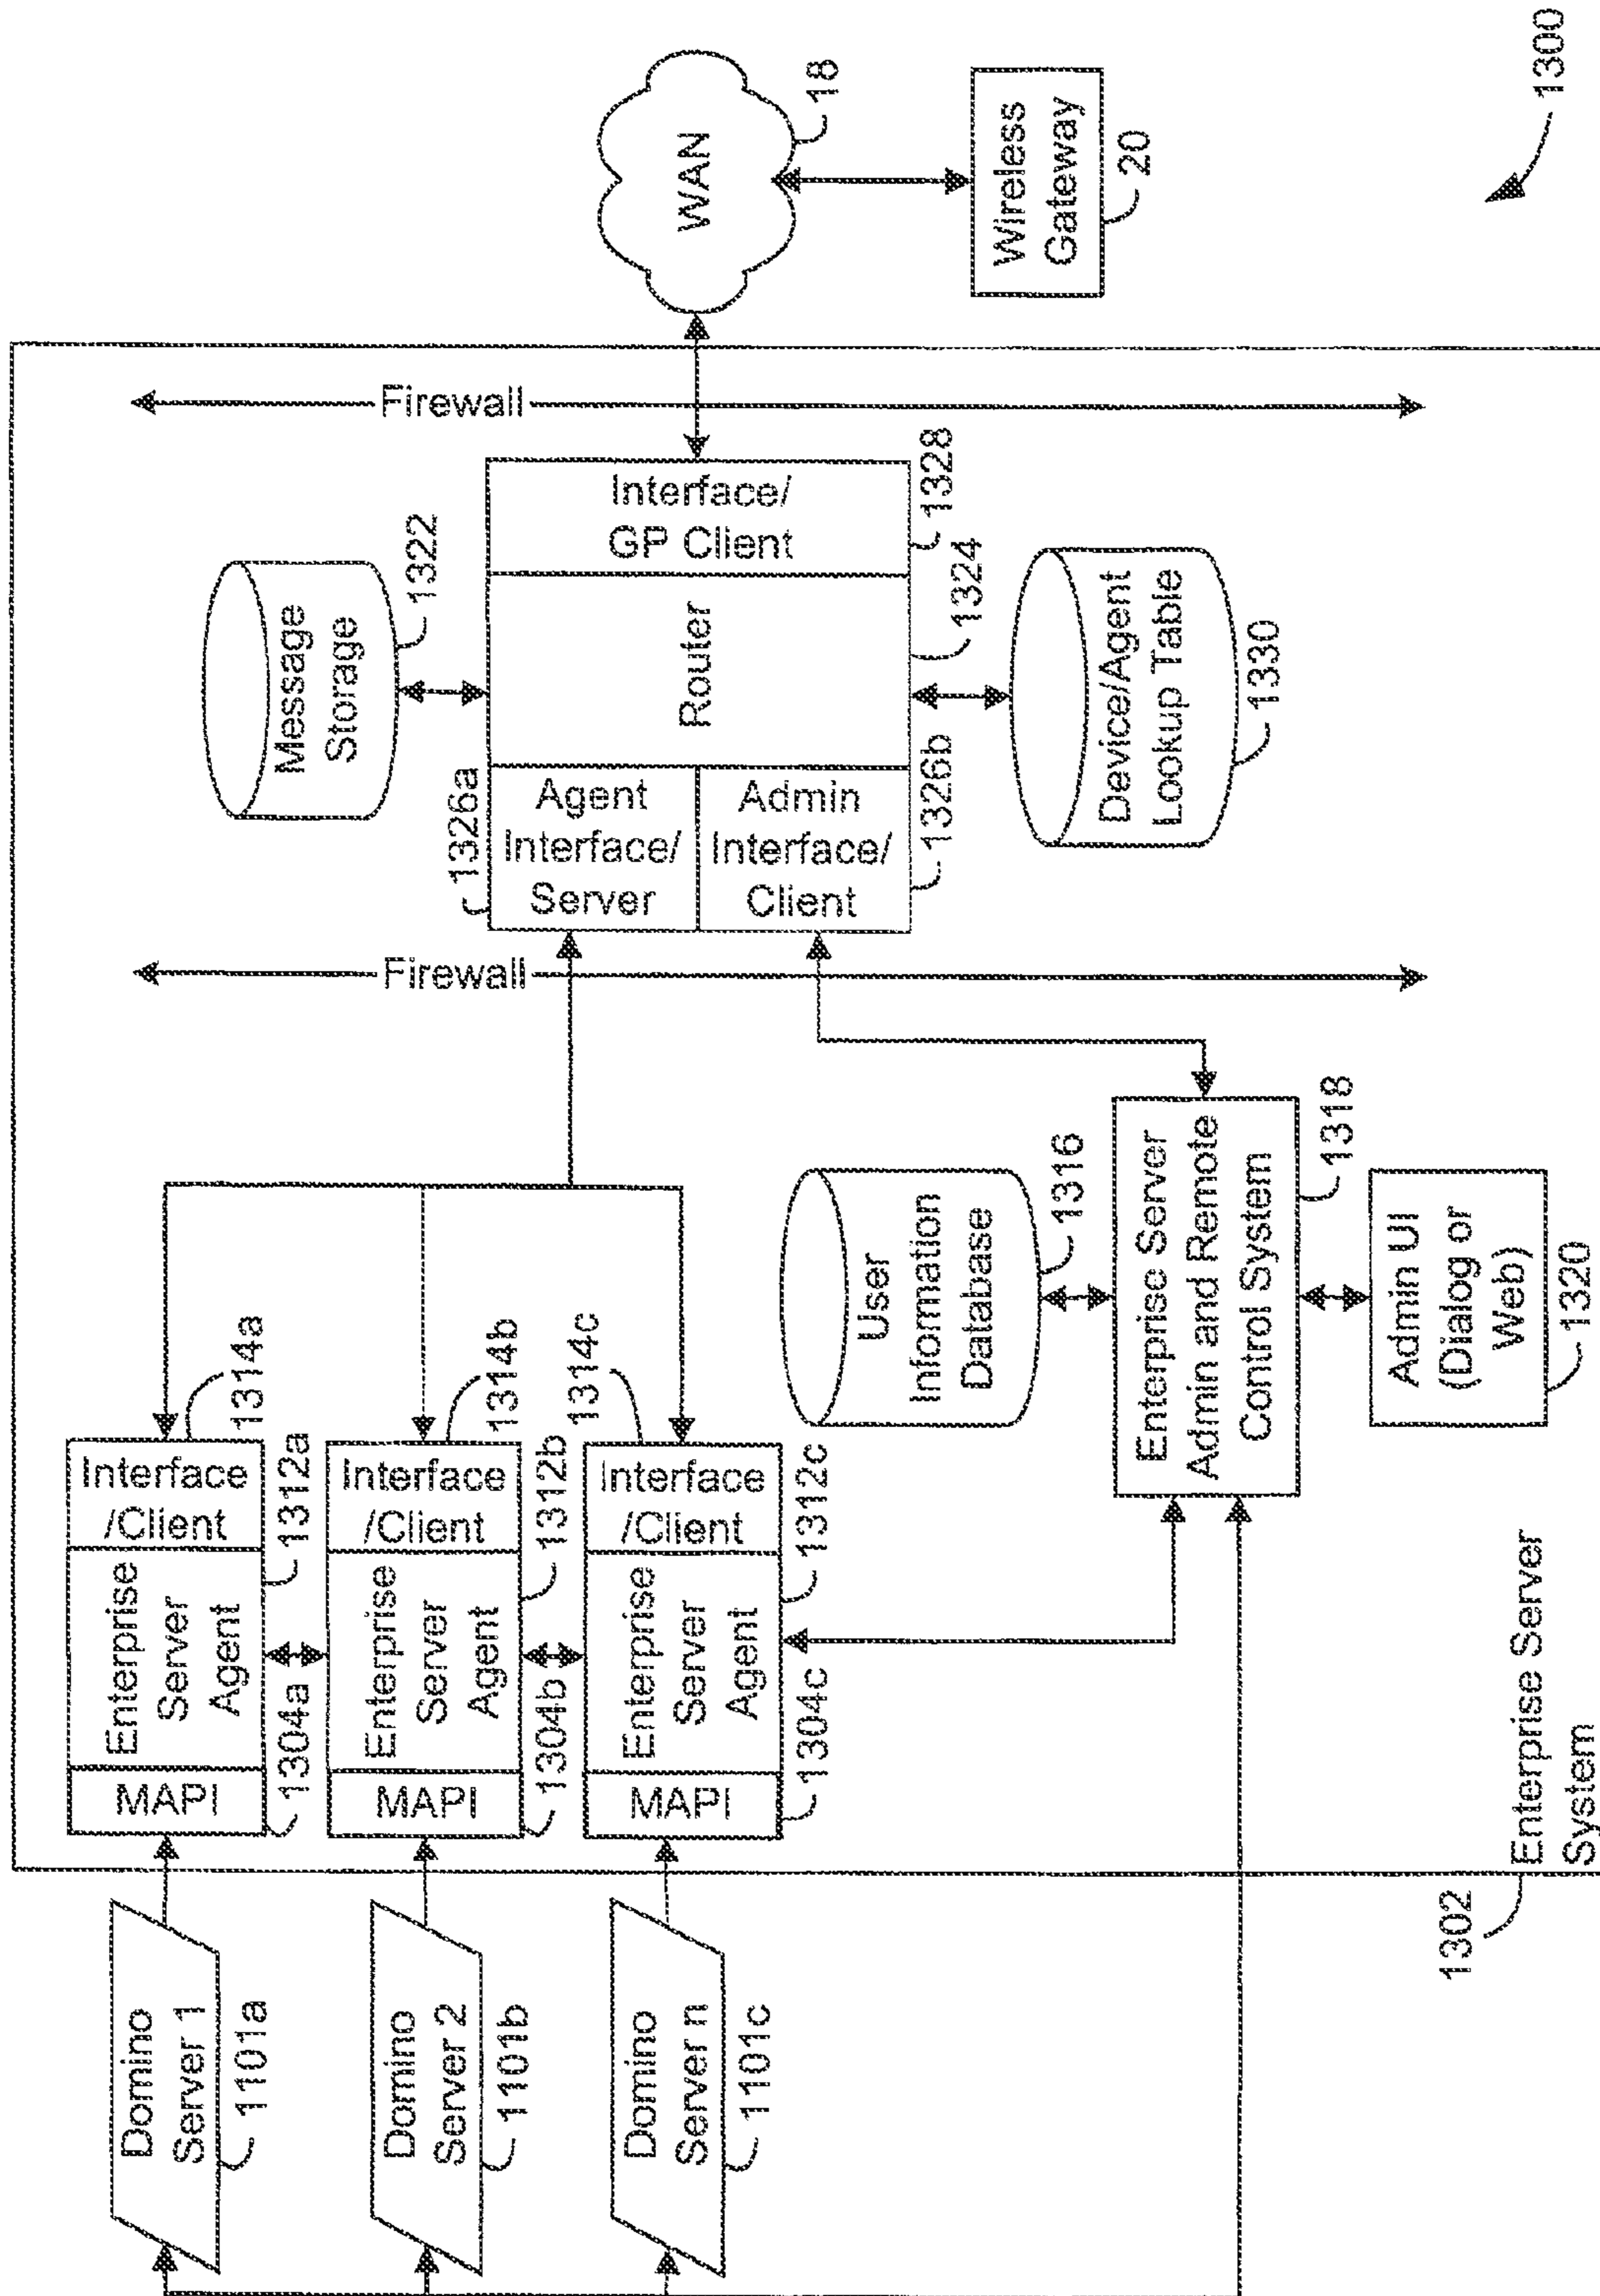 Domino
Server 1
1101a
Domino
Server 2
1101b
Domino
Server n
1101c
MAPI
Enterprise
Server
Agent
Interface
/Client
1304a
1312a
1314a
MAPI
Enterprise
Server
Agent
Interface
/Client
1304b
1312b
1314b
MAPI
Enterprise
Server
Agent
Interface
/Client
1304c
1312c
1314c
User
Information
Database
1316
Enterprise Server
Admin and Remote
Control System
1318
Admin UI
(Dialog or
Web)
1320
Firewall
Message
Storage
1322
1326a
Agent
Interface/
Server
Admin
Interface/
Client
1326b
Router
1324
Interface/
GP Client
1328
Device/Agent
Lookup Table
1330
Firewall
WAN
18
Wireless
Gateway
20
1302
Enterprise Server
System
1300